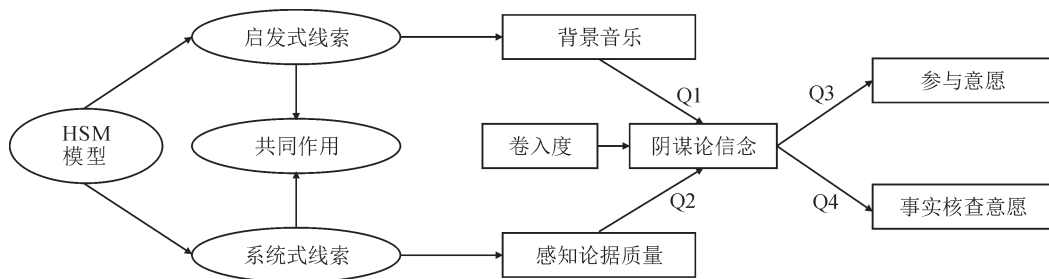 启发式线索
背景音乐
参与意愿
Q1
Q3
HSM
模型
共同作用
卷入度
阴谋论信念
Q2
Q4
事实核查意愿
系统式线索
感知论据质量